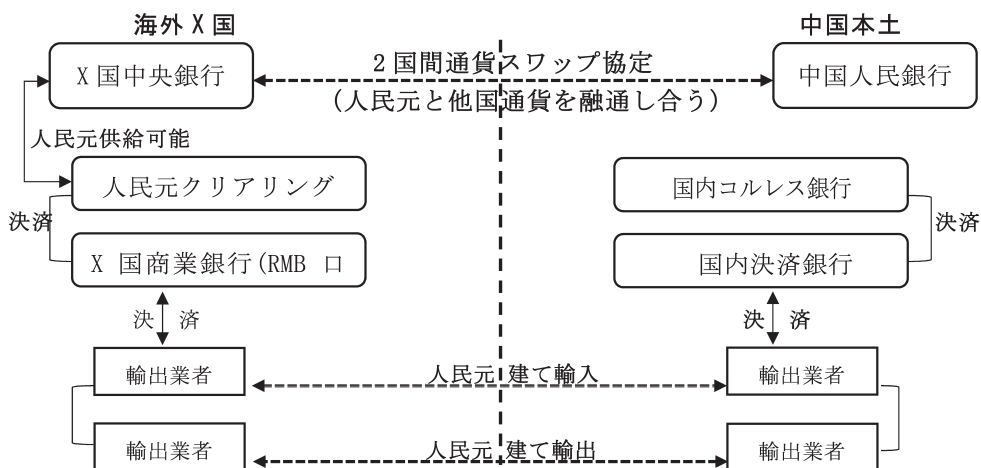 海外 X 国
中国本土
X 国中央銀行
2 国間通貨スワップ協定
中国人民銀行
(人民元と他国通貨を融通し合う)
人民元供給可能
人民元クリアリング
国内コルレス銀行
決済
決済
X 国商業銀行(RMB 口
国内決済銀行
決 済
決 済
輸出業者
人民元 建て輸入
輸出業者
輸出業者
人民元 建て輸出
輸出業者